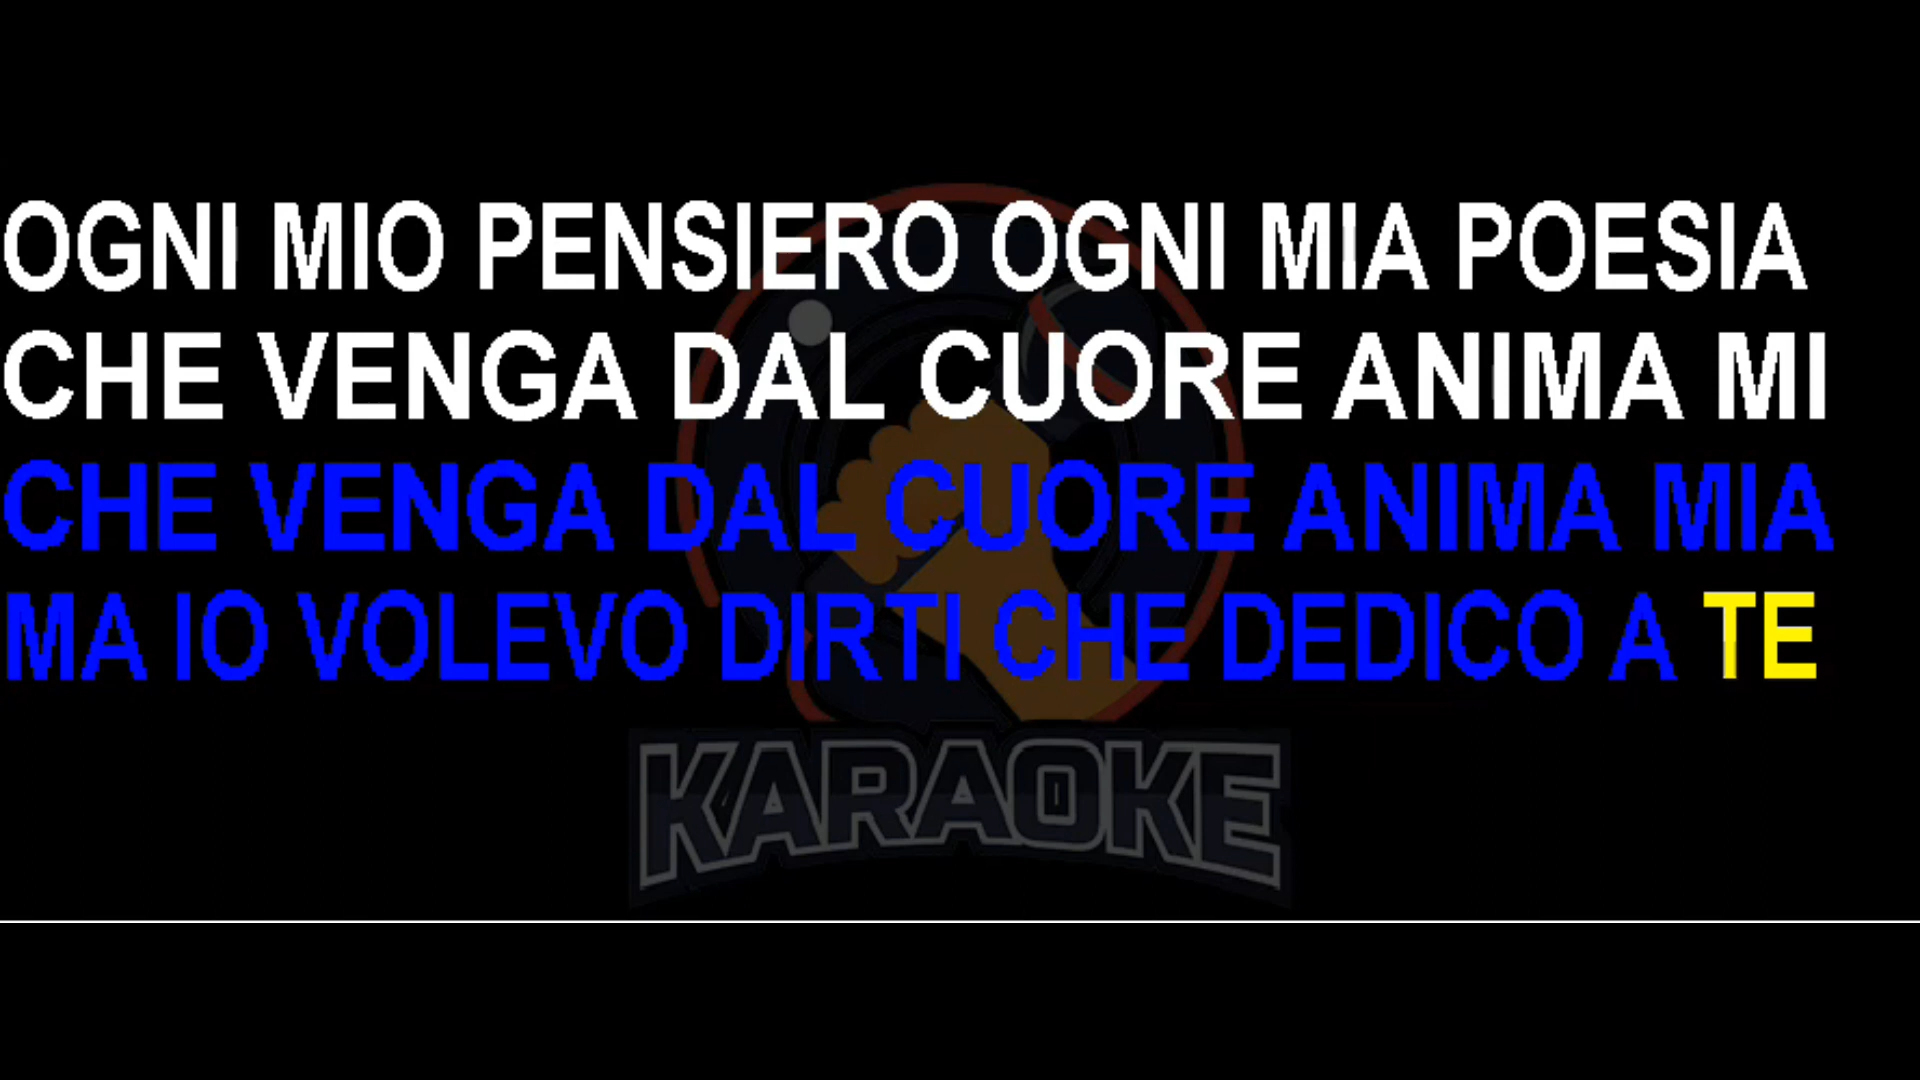 OGNI MIO PENSIERO OGNI MIA POESIA
CHE VENGA DAL CUORE ANIMA MI
CHE VENGA DAL CUORE ANIMA MIA
MA IO VOLEVO DIRTI CHE DEDICO A TE
KARAOKE